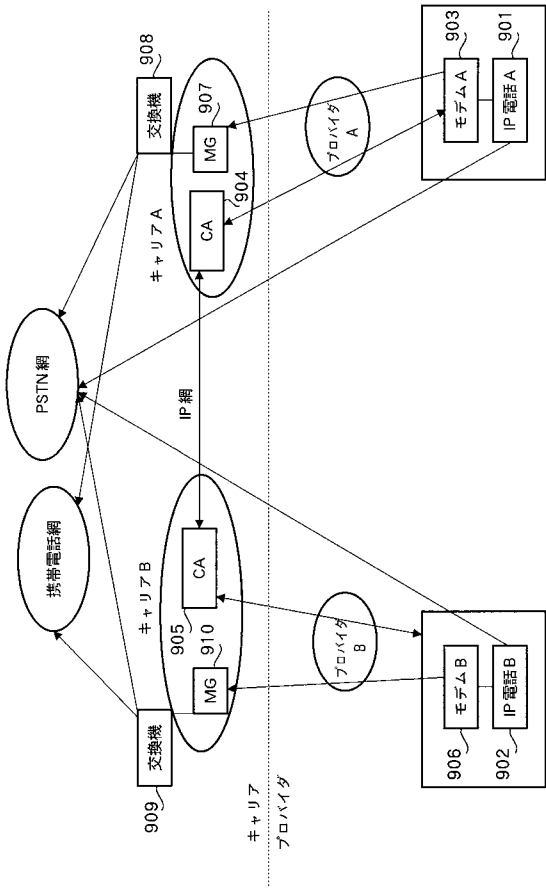 携帯電話網
PSTN網
909
交換機
交換機
908
キャリアB
キャリアA
905
CA
IP網
CA
904
MG
910
MG
907
キャリア
プロバイダ
プロバイダ
B
プロバイダ
A
906
モデムB
902
IP電話B
モデムA
903
IP電話A
901